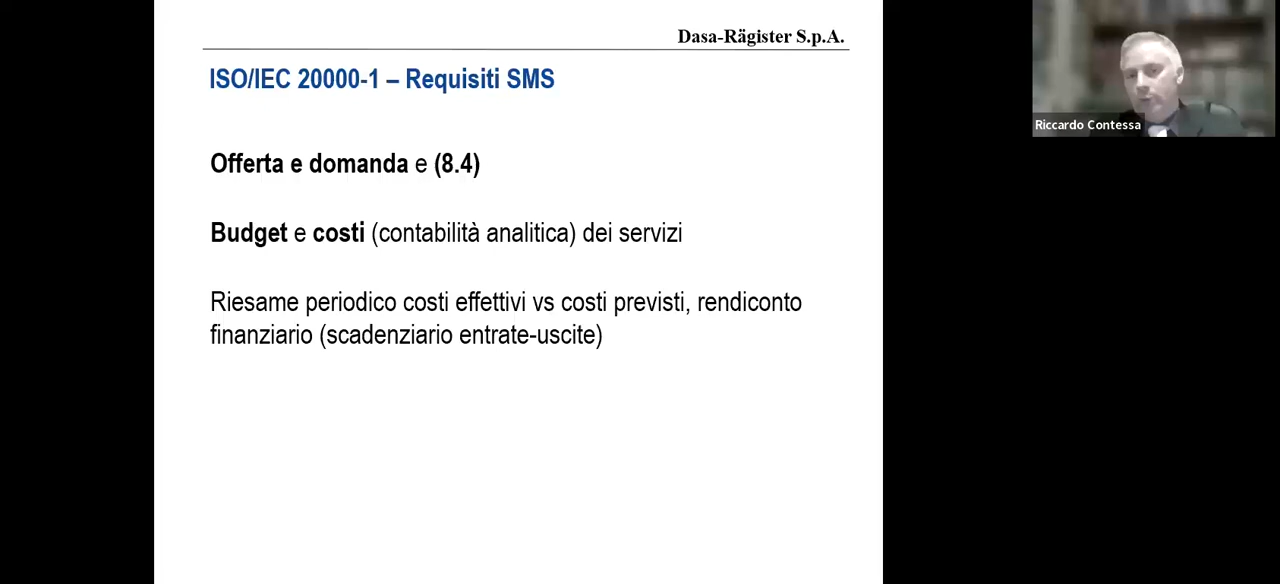 Dasa-Rägister S.p.A.
ISO/IEC 20000-1 – Requisiti SMS
Offerta e domanda e (8.4)
Budget e costi (contabilità analitica) dei servizi
Riesame periodico costi effettivi vs costi previsti, rendiconto
finanziario (scadenziario entrate-uscite)
Riccardo Contessa